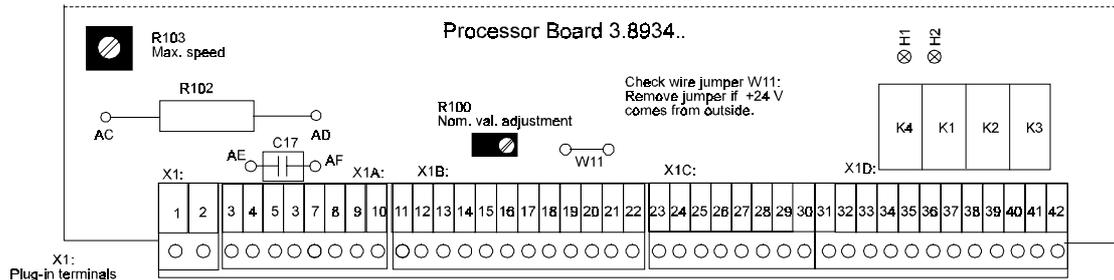 Processor Board 3.8934..
R103
Max. speed
H1
H2
R102
Check wire jumper W11:
Remove jumper if +24 V
comes from outside.
R100
Nom. val. adjustment
K4 K1 K2 K3
AC
AD
C17
AE
AF
W11
X1:
X1A:
X1B:
X1C:
X1D:
1 2 3 4 5 3 7 8 9 10 11 12 13 14 15 16 17 18 19 20 21 22 23 24 25 26 27 28 29 30 31 32 33 34 35 36 37 38 39 40 41 42
X1:
Plug-in terminals